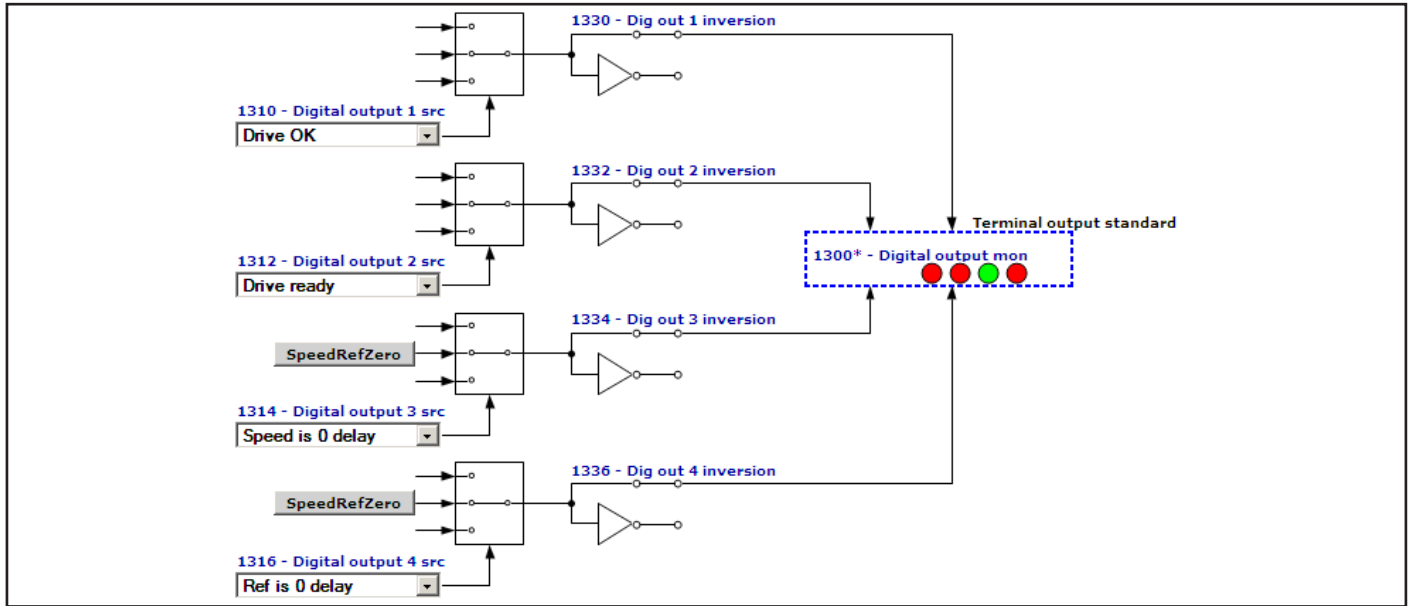 1330 - Dig out 1 inversion
1310 - Digital output 1 src
Drive OK
1332 - Dig out 2 inversion
1312 - Digital output 2 src
Drive ready
Terminal output standard
1300* - Digital output mon
1334 - Dig out 3 inversion
SpeedRefZero
1314 - Digital output 3 src
Speed is 0 delay
1336 - Dig out 4 inversion
SpeedRefZero
1316 - Digital output 4 src
Ref is 0 delay